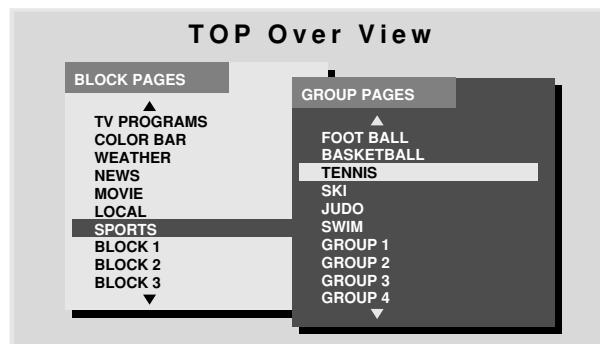 TOP Over View
BLOCK PAGES
TV PROGRAMS
COLOR BAR
WEATHER
NEWS
MOVIE
LOCAL
SPORTS
BLOCK 1
BLOCK 2
BLOCK 3
GROUP PAGES
FOOT BALL
BASKETBALL
TENNIS
SKI
JUDO
SWIM
GROUP 1
GROUP 2
GROUP 3
GROUP 4